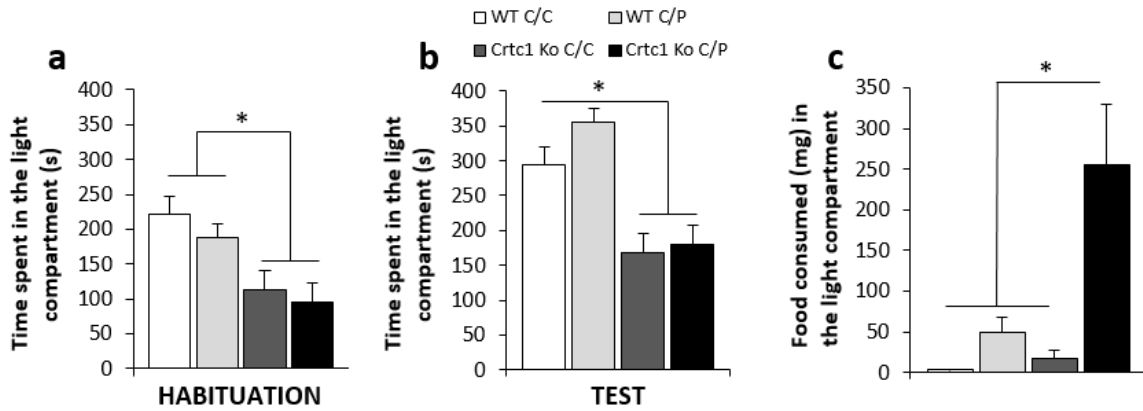 WT C/C WT C/P
Crtc1 Ko C/C Crtc1 Ko C/P
a
Time spent in the light
compartment (s)
400
350
300
250
200
150
100
50
0
*
HABITUATION
b
Time spent in the light
compartment (s)
400
350
300
250
200
150
100
50
0
*
TEST
c
Food consumed (mg) in
the light compartment
350
300
250
200
150
100
50
0
*